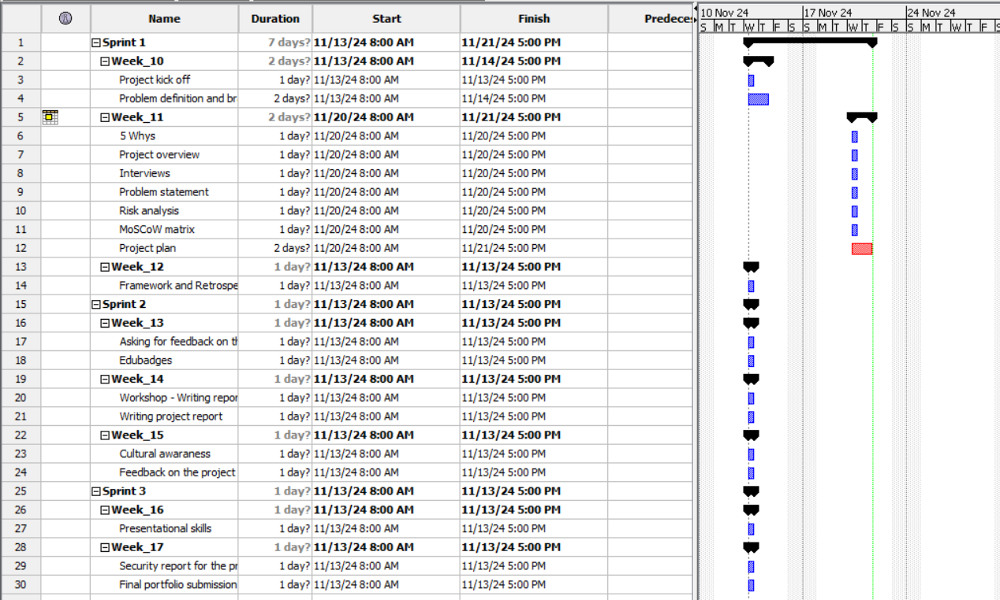 Name Duration Start Finish Predeces 10 Nov 24 17 Nov 24 24 Nov 24
S M T W T F S S M T W T F S S M T W T F S
1 Sprint 1 7 days? 11/13/24 8:00 AM 11/21/24 5:00 PM
2 Week_10 2 days? 11/13/24 8:00 AM 11/14/24 5:00 PM
3 Project kick off 1 day? 11/13/24 8:00 AM 11/13/24 5:00 PM
4 Problem definition and br 2 days? 11/13/24 8:00 AM 11/14/24 5:00 PM
5 Week_11 2 days? 11/20/24 8:00 AM 11/21/24 5:00 PM
6 5 Whys 1 day? 11/20/24 8:00 AM 11/20/24 5:00 PM
7 Project overview 1 day? 11/20/24 8:00 AM 11/20/24 5:00 PM
8 Interviews 1 day? 11/20/24 8:00 AM 11/20/24 5:00 PM
9 Problem statement 1 day? 11/20/24 8:00 AM 11/20/24 5:00 PM
10 Risk analysis 1 day? 11/20/24 8:00 AM 11/20/24 5:00 PM
11 MoSCoW matrix 1 day? 11/20/24 8:00 AM 11/20/24 5:00 PM
12 Project plan 2 days? 11/20/24 8:00 AM 11/21/24 5:00 PM
13 Week_12 1 day? 11/13/24 8:00 AM 11/13/24 5:00 PM
14 Framework and Retrospe 1 day? 11/13/24 8:00 AM 11/13/24 5:00 PM
15 Sprint 2 1 day? 11/13/24 8:00 AM 11/13/24 5:00 PM
16 Week_13 1 day? 11/13/24 8:00 AM 11/13/24 5:00 PM
17 Asking for feedback on th 1 day? 11/13/24 8:00 AM 11/13/24 5:00 PM
18 Edubadges 1 day? 11/13/24 8:00 AM 11/13/24 5:00 PM
19 Week_14 1 day? 11/13/24 8:00 AM 11/13/24 5:00 PM
20 Workshop - Writing repor 1 day? 11/13/24 8:00 AM 11/13/24 5:00 PM
21 Writing project report 1 day? 11/13/24 8:00 AM 11/13/24 5:00 PM
22 Week_15 1 day? 11/13/24 8:00 AM 11/13/24 5:00 PM
23 Cultural awaraness 1 day? 11/13/24 8:00 AM 11/13/24 5:00 PM
24 Feedback on the project 1 day? 11/13/24 8:00 AM 11/13/24 5:00 PM
25 Sprint 3 1 day? 11/13/24 8:00 AM 11/13/24 5:00 PM
26 Week_16 1 day? 11/13/24 8:00 AM 11/13/24 5:00 PM
27 Presentational skills 1 day? 11/13/24 8:00 AM 11/13/24 5:00 PM
28 Week_17 1 day? 11/13/24 8:00 AM 11/13/24 5:00 PM
29 Security report for the pr 1 day? 11/13/24 8:00 AM 11/13/24 5:00 PM
30 Final portfolio submission 1 day? 11/13/24 8:00 AM 11/13/24 5:00 PM